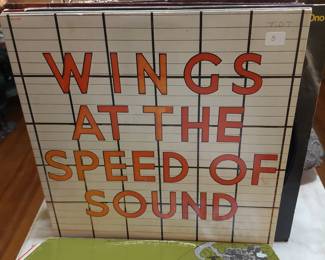 WINGS
AT THE
SPEED OF
SOUND